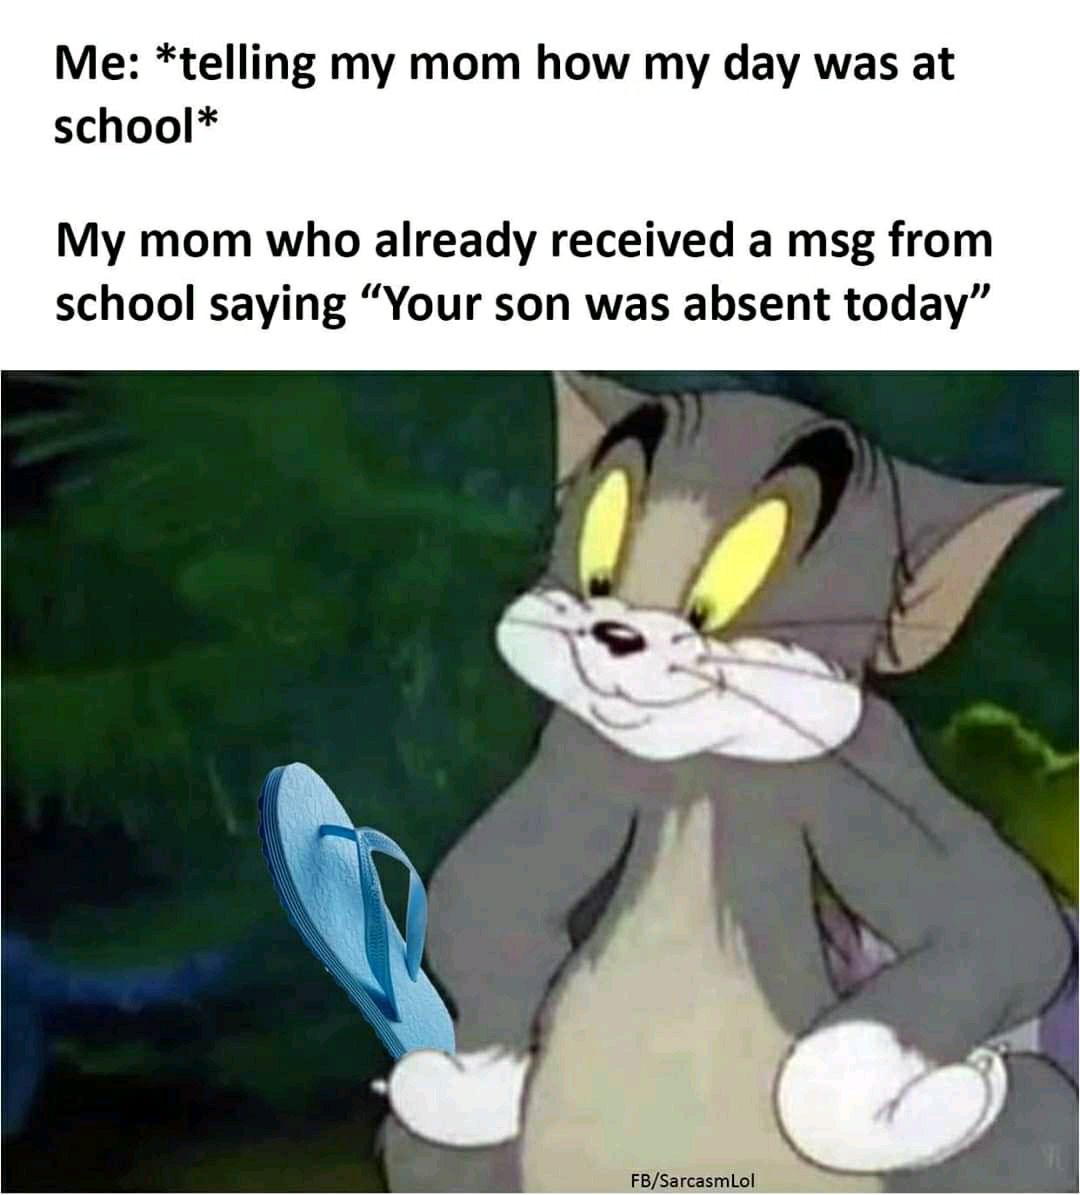 Me: *telling my mom how my day was at
school*
My mom who already received a msg from
school saying “Your son was absent today”
FB/SarcasmLol